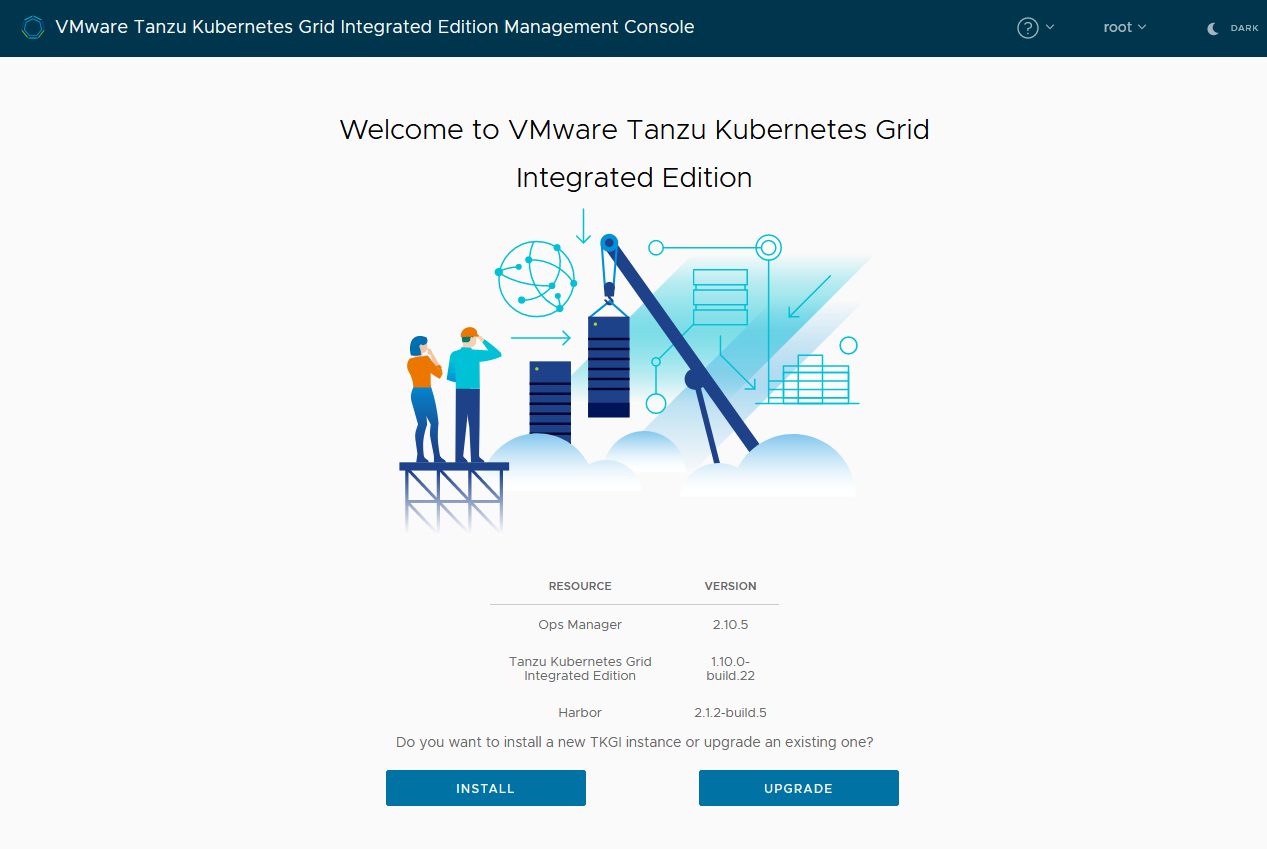 VMware Tanzu Kubernetes Grid Integrated Edition Management Console
? root DARK
Welcome to VMware Tanzu Kubernetes Grid
Integrated Edition
RESOURCE VERSION
Ops Manager 2.10.5
Tanzu Kubernetes Grid 1.10.0-
Integrated Edition build.22
Harbor 2.1.2-build.5
Do you want to install a new TKGI instance or upgrade an existing one?
INSTALL UPGRADE